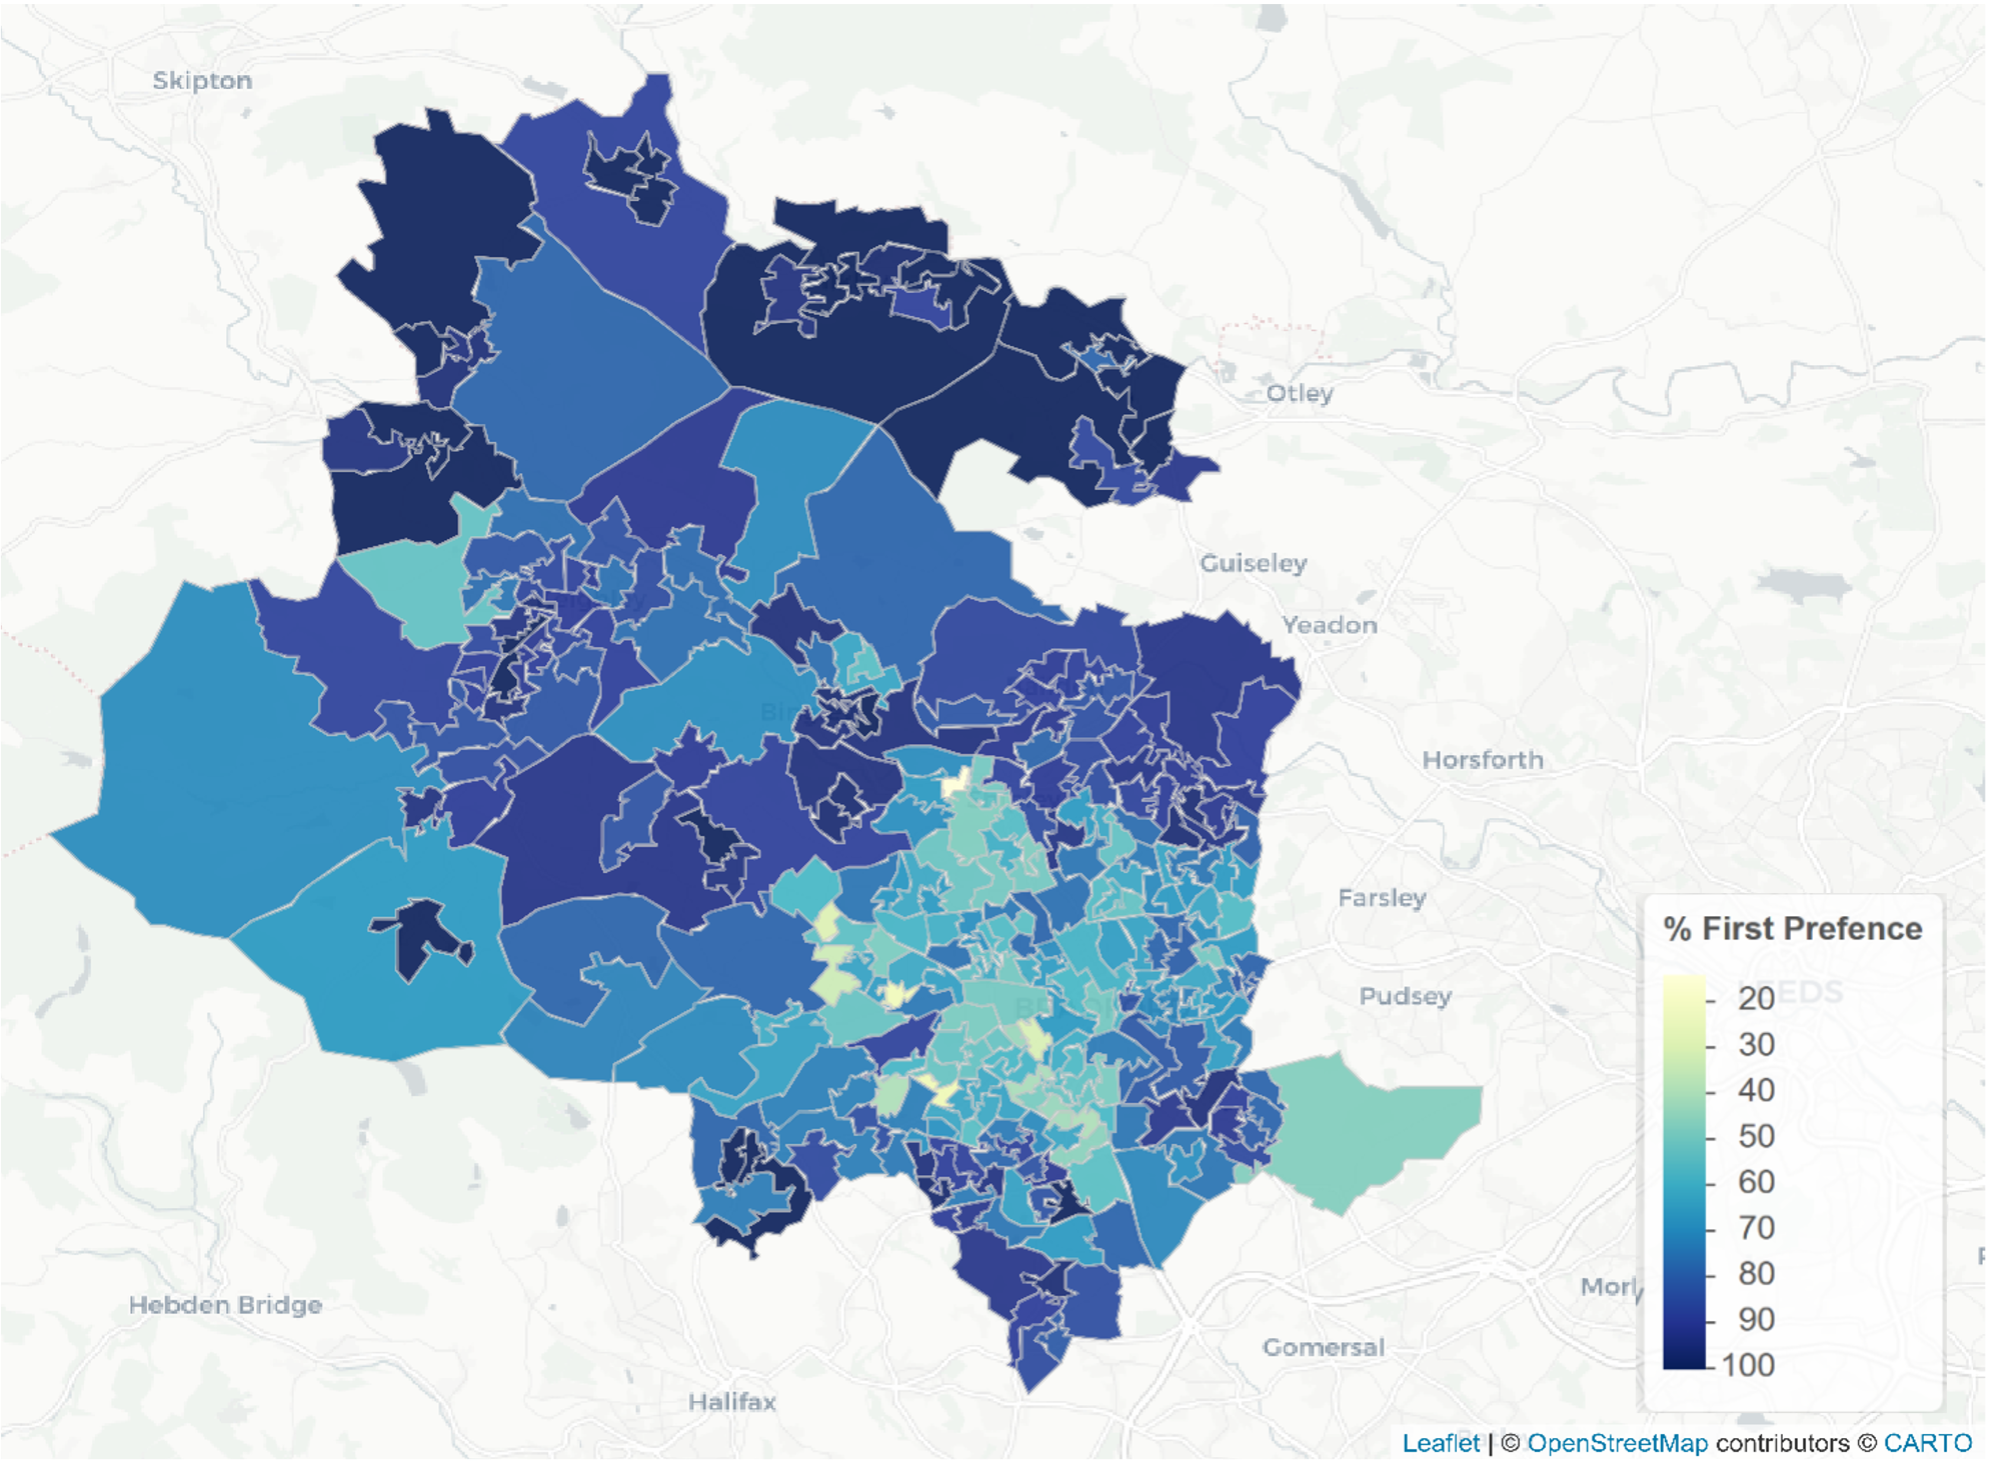 Skipton
Otley
Guiseley
Yeadon
Horsforth
Farsley
Pudsey
% First Prefence
20
30
40
50
60
70
80
90
100
Hebden Bridge
Gomersal
Halifax
Leaflet | © OpenStreetMap contributors © CARTO